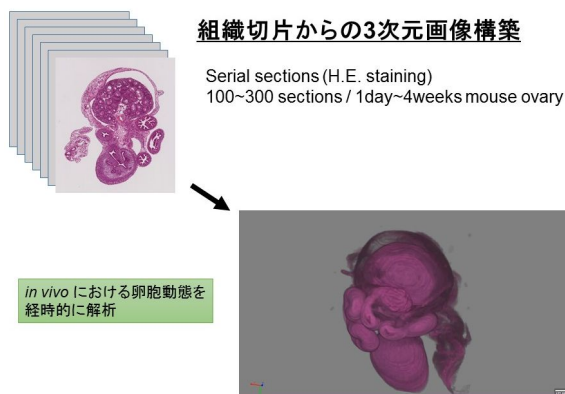 組織切片からの3次元画像構築
Serial sections (H.E. staining)
100~300 sections / 1day~4weeks mouse ovary
in vivo における卵胞動態を
経時的に解析